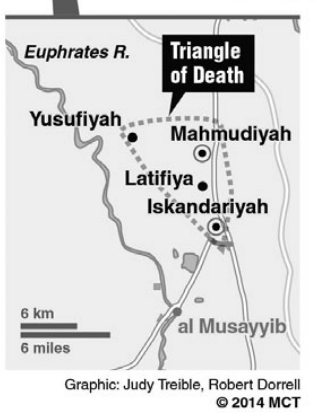 Euphrates R.
Triangle
of Death
Yusufiyah
Mahmudiyah
Latifiya
Iskandariyah
6 km
6 miles
al Musayyib
Graphic: Judy Treible, Robert Dorrell
© 2014 MCT